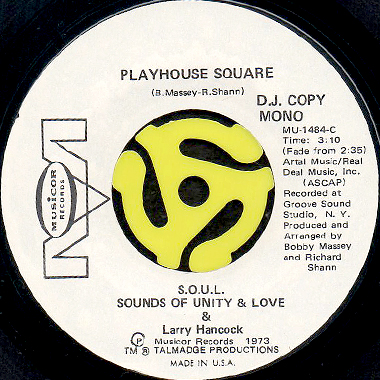 PLAYHOUSE SQUARE
(B.Massey-R.Shann)
D.J. COPY
MONO
MU-1484-C
Time: 3:10
(Fade from 2:35)
Artal Music/Real
Deal Music, Inc.
(ASCAP)
Recorded at
Groove Sound
Studio, N. Y.
Produced and
Arranged by
Bobby Massey
and Richard
Shann
MUSICOR
RECORDS
S.O.U.L.
SOUNDS OF UNITY & LOVE
&
Larry Hancock
℗ Musicor Records 1973
TM ® TALMADGE PRODUCTIONS
MADE IN U.S.A.